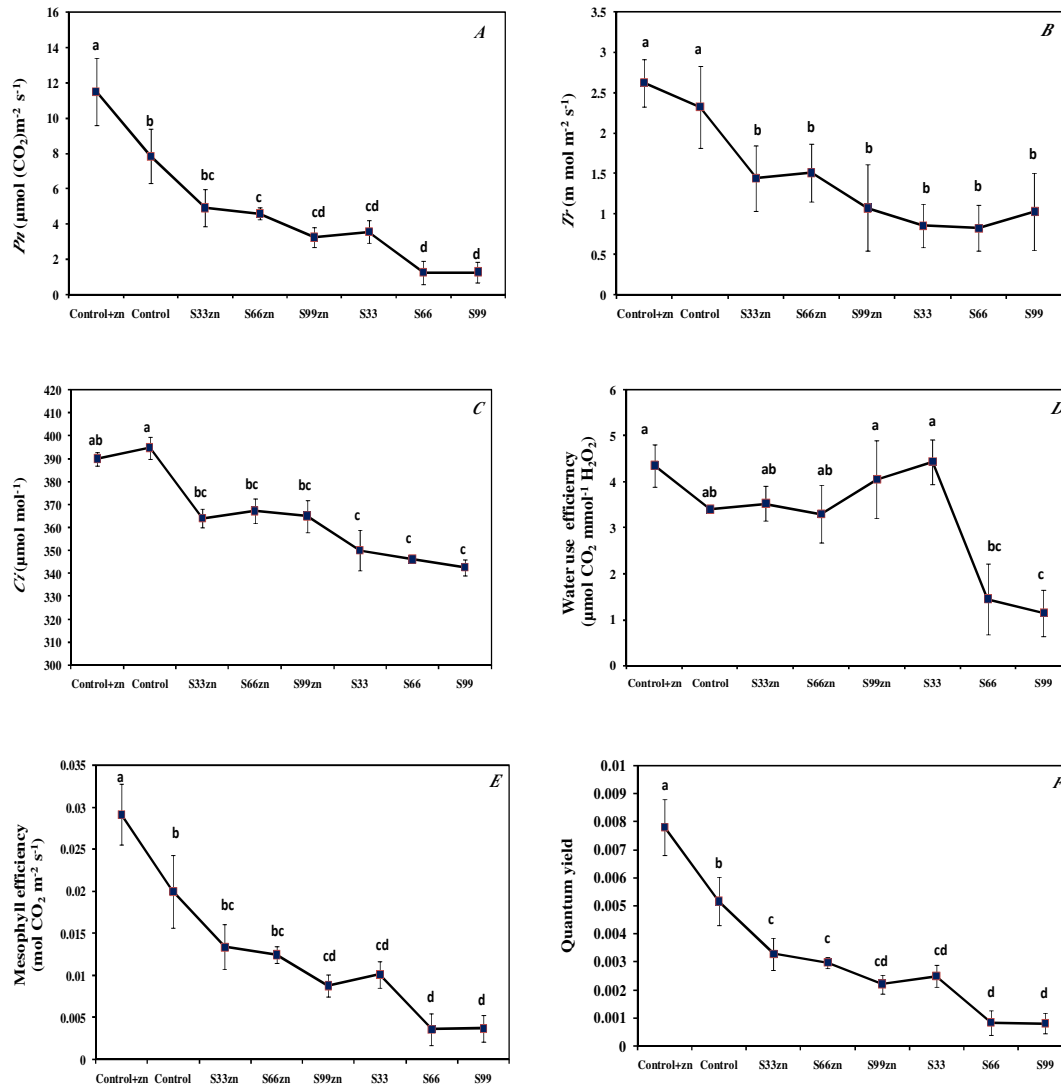 A
Pn (µmol (CO₂)m⁻² s⁻¹)
16
14
12
10
8
6
4
2
0
a
b
bc
c
cd
cd
d
d
Control+zn Control S33zn S66zn S99zn S33 S66 S99
B
Tr (m mol m⁻² s⁻¹)
3.5
3
2.5
2
1.5
1
0.5
0
a
a
b
b
b
b
b
b
Control+zn Control S33zn S66zn S99zn S33 S66 S99
C
Ci (µmol mol⁻¹)
420
410
400
390
380
370
360
350
340
330
320
310
300
ab
a
bc
bc
bc
c
c
c
Control+zn Control S33zn S66zn S99zn S33 S66 S99
D
Water use efficierncy
(µmol CO₂ mmol⁻¹ H₂O₂)
6
5
4
3
2
1
0
a
ab
ab
ab
a
a
bc
c
Control+zn Control S33zn S66zn S99zn S33 S66 S99
E
Mesophyll efficiency
(mol CO₂ m⁻² s⁻¹)
0.035
0.03
0.025
0.02
0.015
0.01
0.005
0
a
b
bc
bc
cd
cd
d
d
Control+zn Control S33zn S66zn S99zn S33 S66 S99
F
Quantum yield
0.01
0.009
0.008
0.007
0.006
0.005
0.004
0.003
0.002
0.001
0
a
b
c
c
cd
cd
d
d
Control+zn Control S33zn S66zn S99zn S33 S66 S99